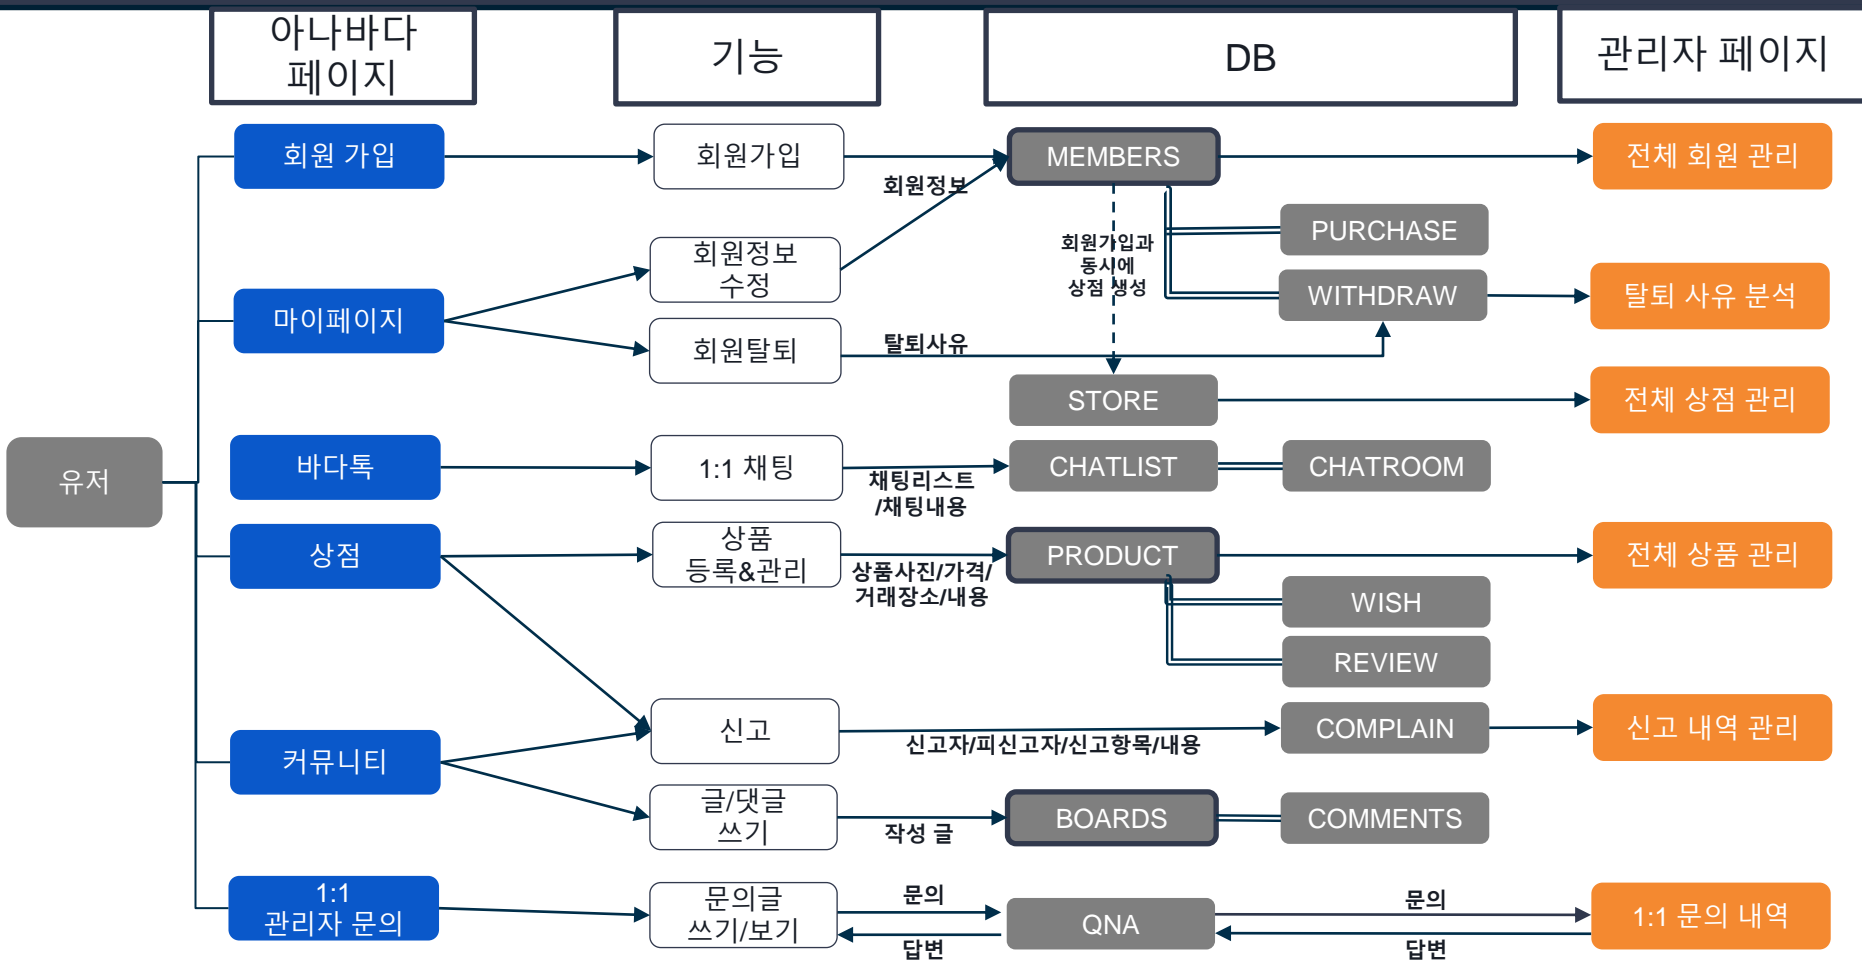 아나바다
페이지
기능
DB
관리자 페이지
회원 가입
회원가입
MEMBERS
전체 회원 관리
회원정보
PURCHASE
회원정보
수정
회원가입과
동시에
상점 생성
마이페이지
WITHDRAW
탈퇴 사유 분석
회원탈퇴
탈퇴사유
STORE
전체 상점 관리
유저
바다톡
1:1 채팅
채팅리스트
/채팅내용
CHATLIST
CHATROOM
상점
상품
등록&관리
상품사진/가격/
거래장소/내용
PRODUCT
전체 상품 관리
WISH
REVIEW
신고
신고자/피신고자/신고항목/내용
COMPLAIN
신고 내역 관리
커뮤니티
글/댓글
쓰기
작성 글
BOARDS
COMMENTS
1:1
관리자 문의
문의글
쓰기/보기
문의
답변
QNA
문의
답변
1:1 문의 내역